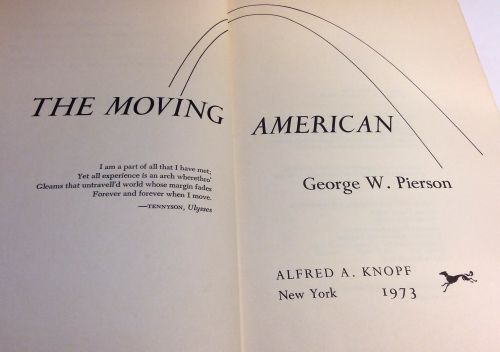 THE MOVING AMERICAN
I am a part of all that I have met;
Yet all experience is an arch wherethro'
Gleams that untravell'd world whose margin fades
Forever and forever when I move.
—TENNYSON, Ulysses
George W. Pierson
ALFRED A. KNOPF
New York 1973